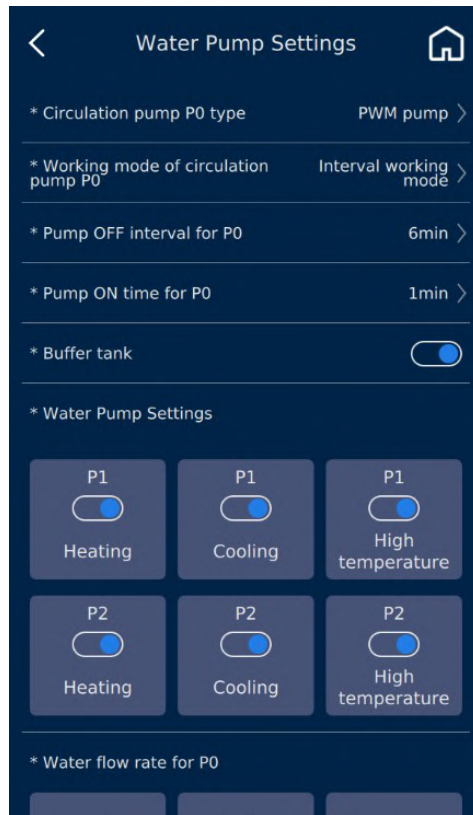 Water Pump Settings
* Circulation pump P0 type
PWM pump
* Working mode of circulation
pump P0
Interval working
mode
* Pump OFF interval for P0
6min
* Pump ON time for P0
1min
* Buffer tank
* Water Pump Settings
P1
P1
P1
Heating
Cooling
High
temperature
P2
P2
P2
Heating
Cooling
High
temperature
* Water flow rate for P0